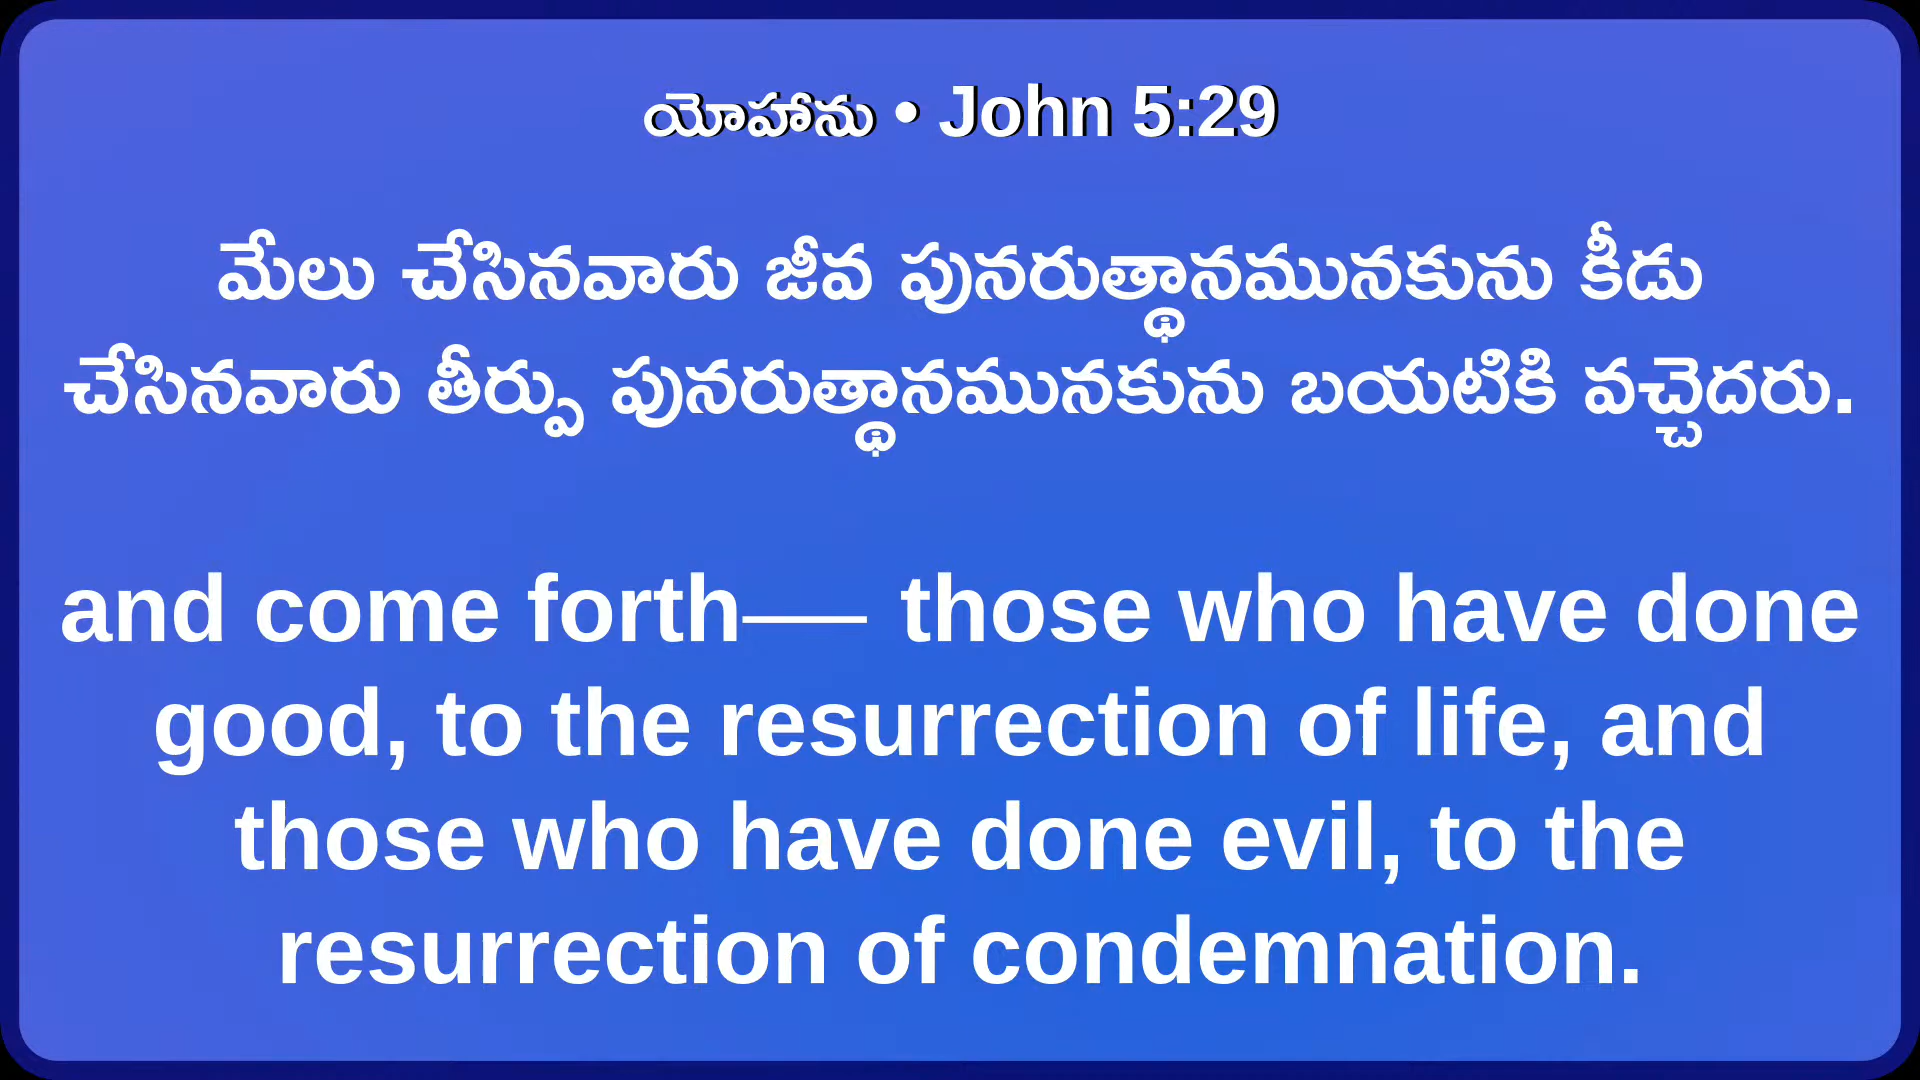 యోహాను • John 5:29
మేలు చేసినవారు జీవ పునరుత్థానమునకును కీడు
చేసినవారు తీర్పు పునరుత్థానమునకును బయటికి వచ్చెదరు.
and come forth—– those who have done
good, to the resurrection of life, and
those who have done evil, to the
resurrection of condemnation.